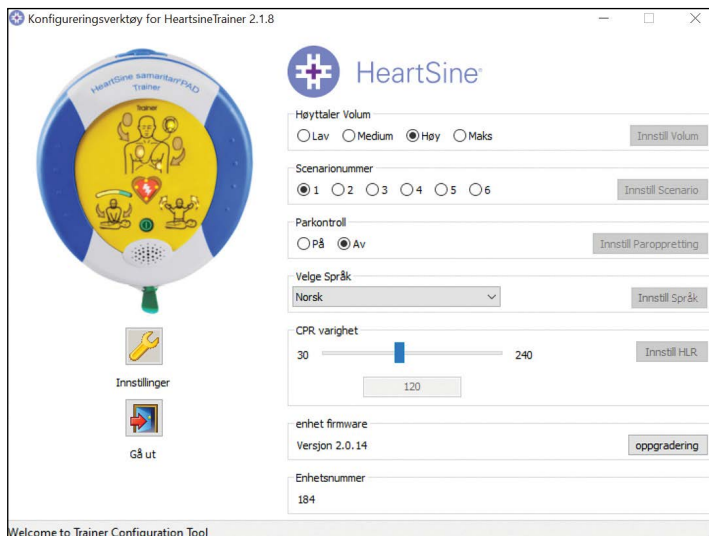 Konfigureringsverktøy for HeartsineTrainer 2.1.8
HeartSine samaritan PAD
Trainer
Trainer
HeartSine
Høyttaler Volum
Lav Medium Høy Maks Innstill Volum
Scenarionummer
1 2 3 4 5 6 Innstill Scenario
Parkontroll
På Av Innstill Paroppretting
Velge Språk
Norsk Innstill Språk
CPR varighet
30 240 Innstill HLR
120
Innstillinger
enhet firmware
Versjon 2.0.14 oppgradering
Gå ut
Enhetsnummer
184
Welcome to Trainer Configuration Tool